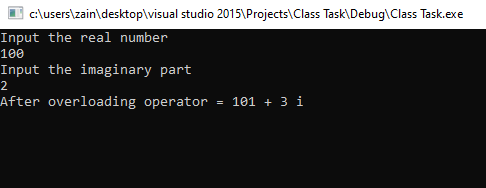 c:\users\zain\desktop\visual studio 2015\Projects\Class Task\Debug\Class Task.exe
Input the real number
100
Input the imaginary part
2
After overloading operator = 101 + 3 i